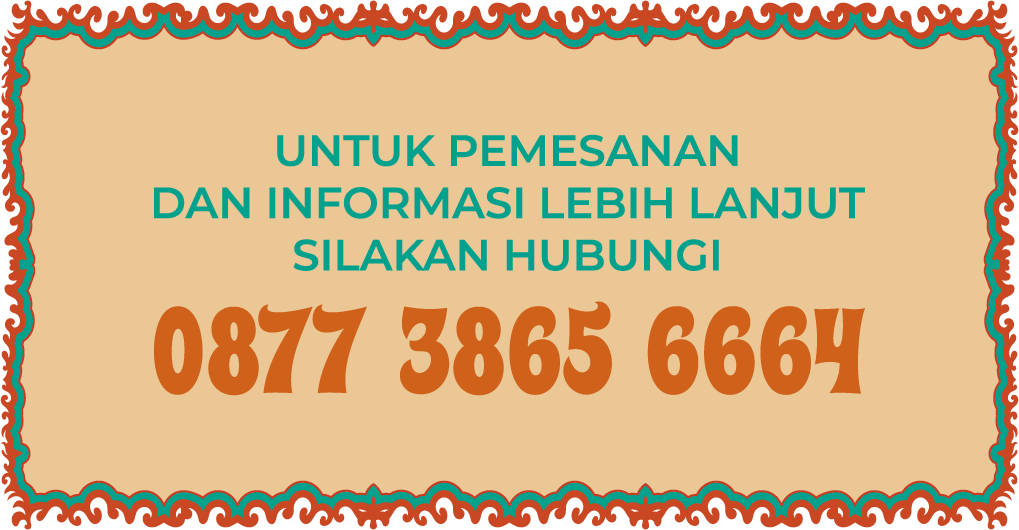 UNTUK PEMESANAN
DAN INFORMASI LEBIH LANJUT
SILAKAN HUBUNGI
0877 3865 6664